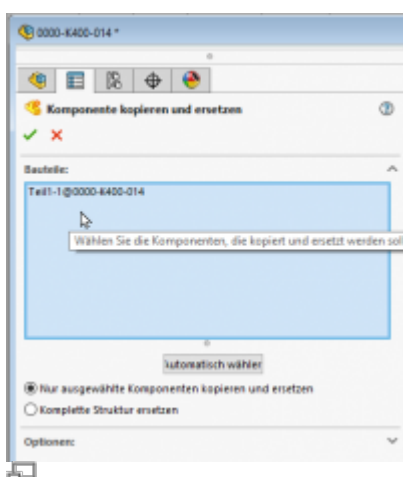 0000-K400-014 *
Komponente kopieren und ersetzen
Bauteile:
Teil1-1@0000-K400-014
Wählen Sie die Komponenten, die kopiert und ersetzt werden sol
utomatisch wähler
Nur ausgewählte Komponenten kopieren und ersetzen
Komplette Struktur ersetzen
Optionen: